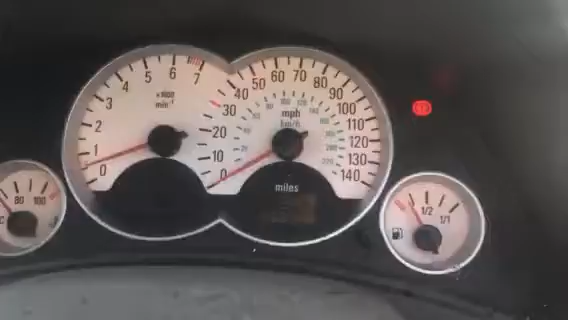 0 1 2 3 4 5 6 7
x1000
min-1
0 10 20 30 40 50 60 70 80 90 100 110 120 130 140
mph
km/h
miles
80 100
1/2 1/1